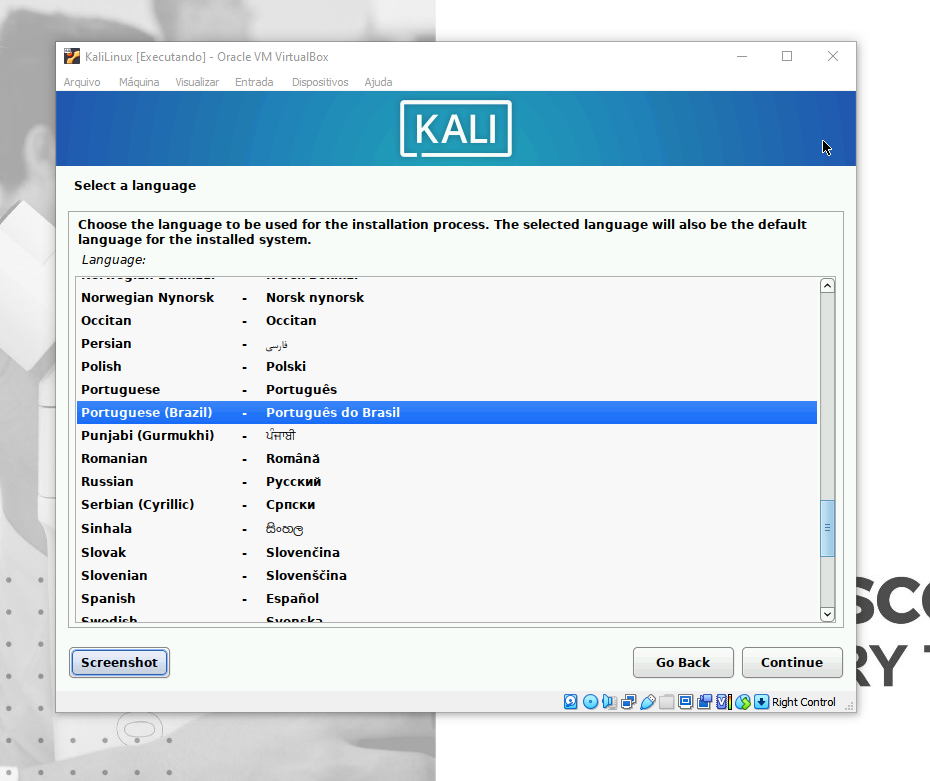 KaliLinux [Executando] - Oracle VM VirtualBox
Arquivo Máquina Visualizar Entrada Dispositivos Ajuda
KALI
Select a language
Choose the language to be used for the installation process. The selected language will also be the default
language for the installed system.
Language:
Norwegian Nynorsk - Norsk nynorsk
Occitan - Occitan
Persian - فارسی
Polish - Polski
Portuguese - Português
Portuguese (Brazil) - Português do Brasil
Punjabi (Gurmukhi) - ਪੰਜਾਬੀ
Romanian - Română
Russian - Русский
Serbian (Cyrillic) - Српски
Sinhala - සිංහල
Slovak - Slovenčina
Slovenian - Slovenščina
Spanish - Español
Swedish - Svenska
Screenshot Go Back Continue
Right Control